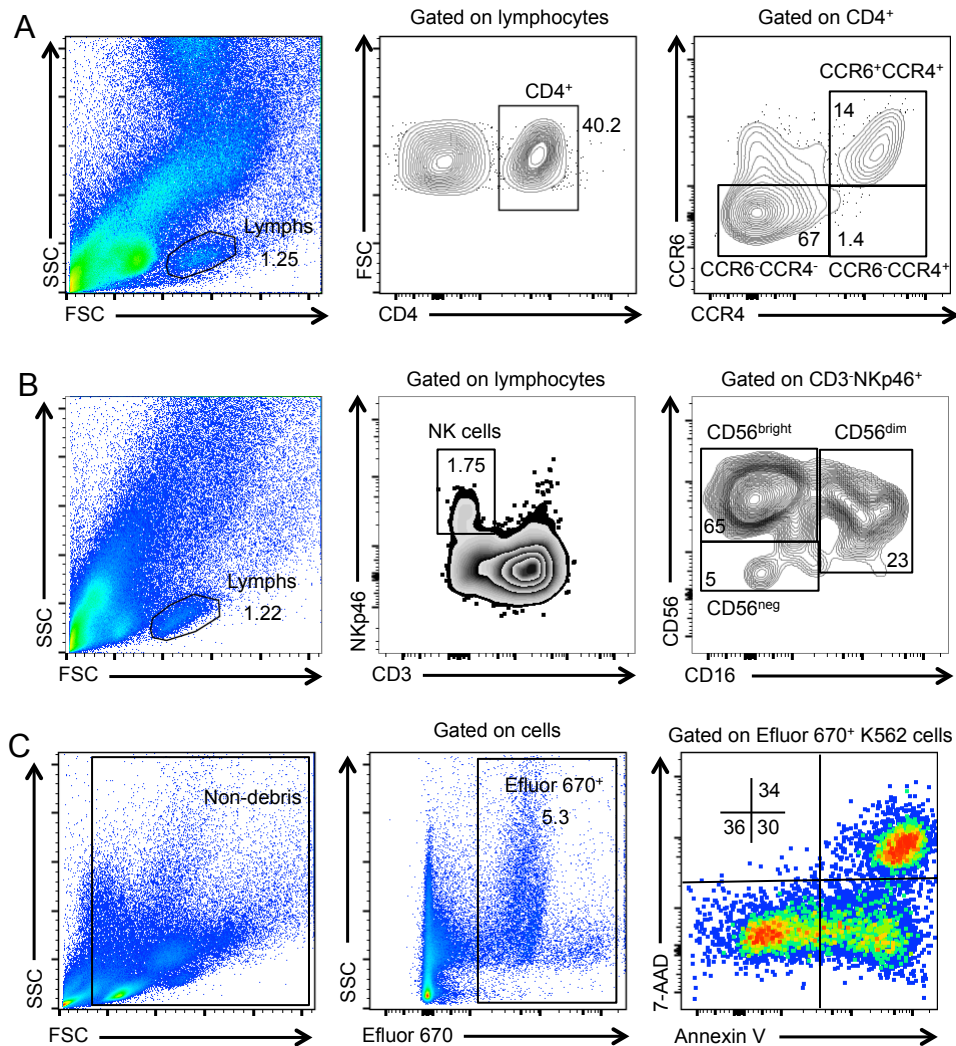 A
Gated on lymphocytes
Gated on CD4⁺
SSC
Lymphs
1.25
FSC
FSC
CD4⁺
40.2
CD4
CCR6
CCR6⁺CCR4⁺
14
67
1.4
CCR6⁻CCR4⁻
CCR6⁻CCR4⁺
CCR4
B
Gated on lymphocytes
Gated on CD3⁻NKp46⁺
SSC
Lymphs
1.22
FSC
NKp46
NK cells
1.75
CD3
CD56
CD56ᵇʳⁱᵍʰᵗ
CD56ᵈⁱᵐ
65
23
5
CD56ⁿᵉᵍ
CD16
C
Gated on cells
Gated on Efluor 670⁺ K562 cells
SSC
Non-debris
FSC
SSC
Efluor 670⁺
5.3
Efluor 670
7-AAD
34
36 30
Annexin V